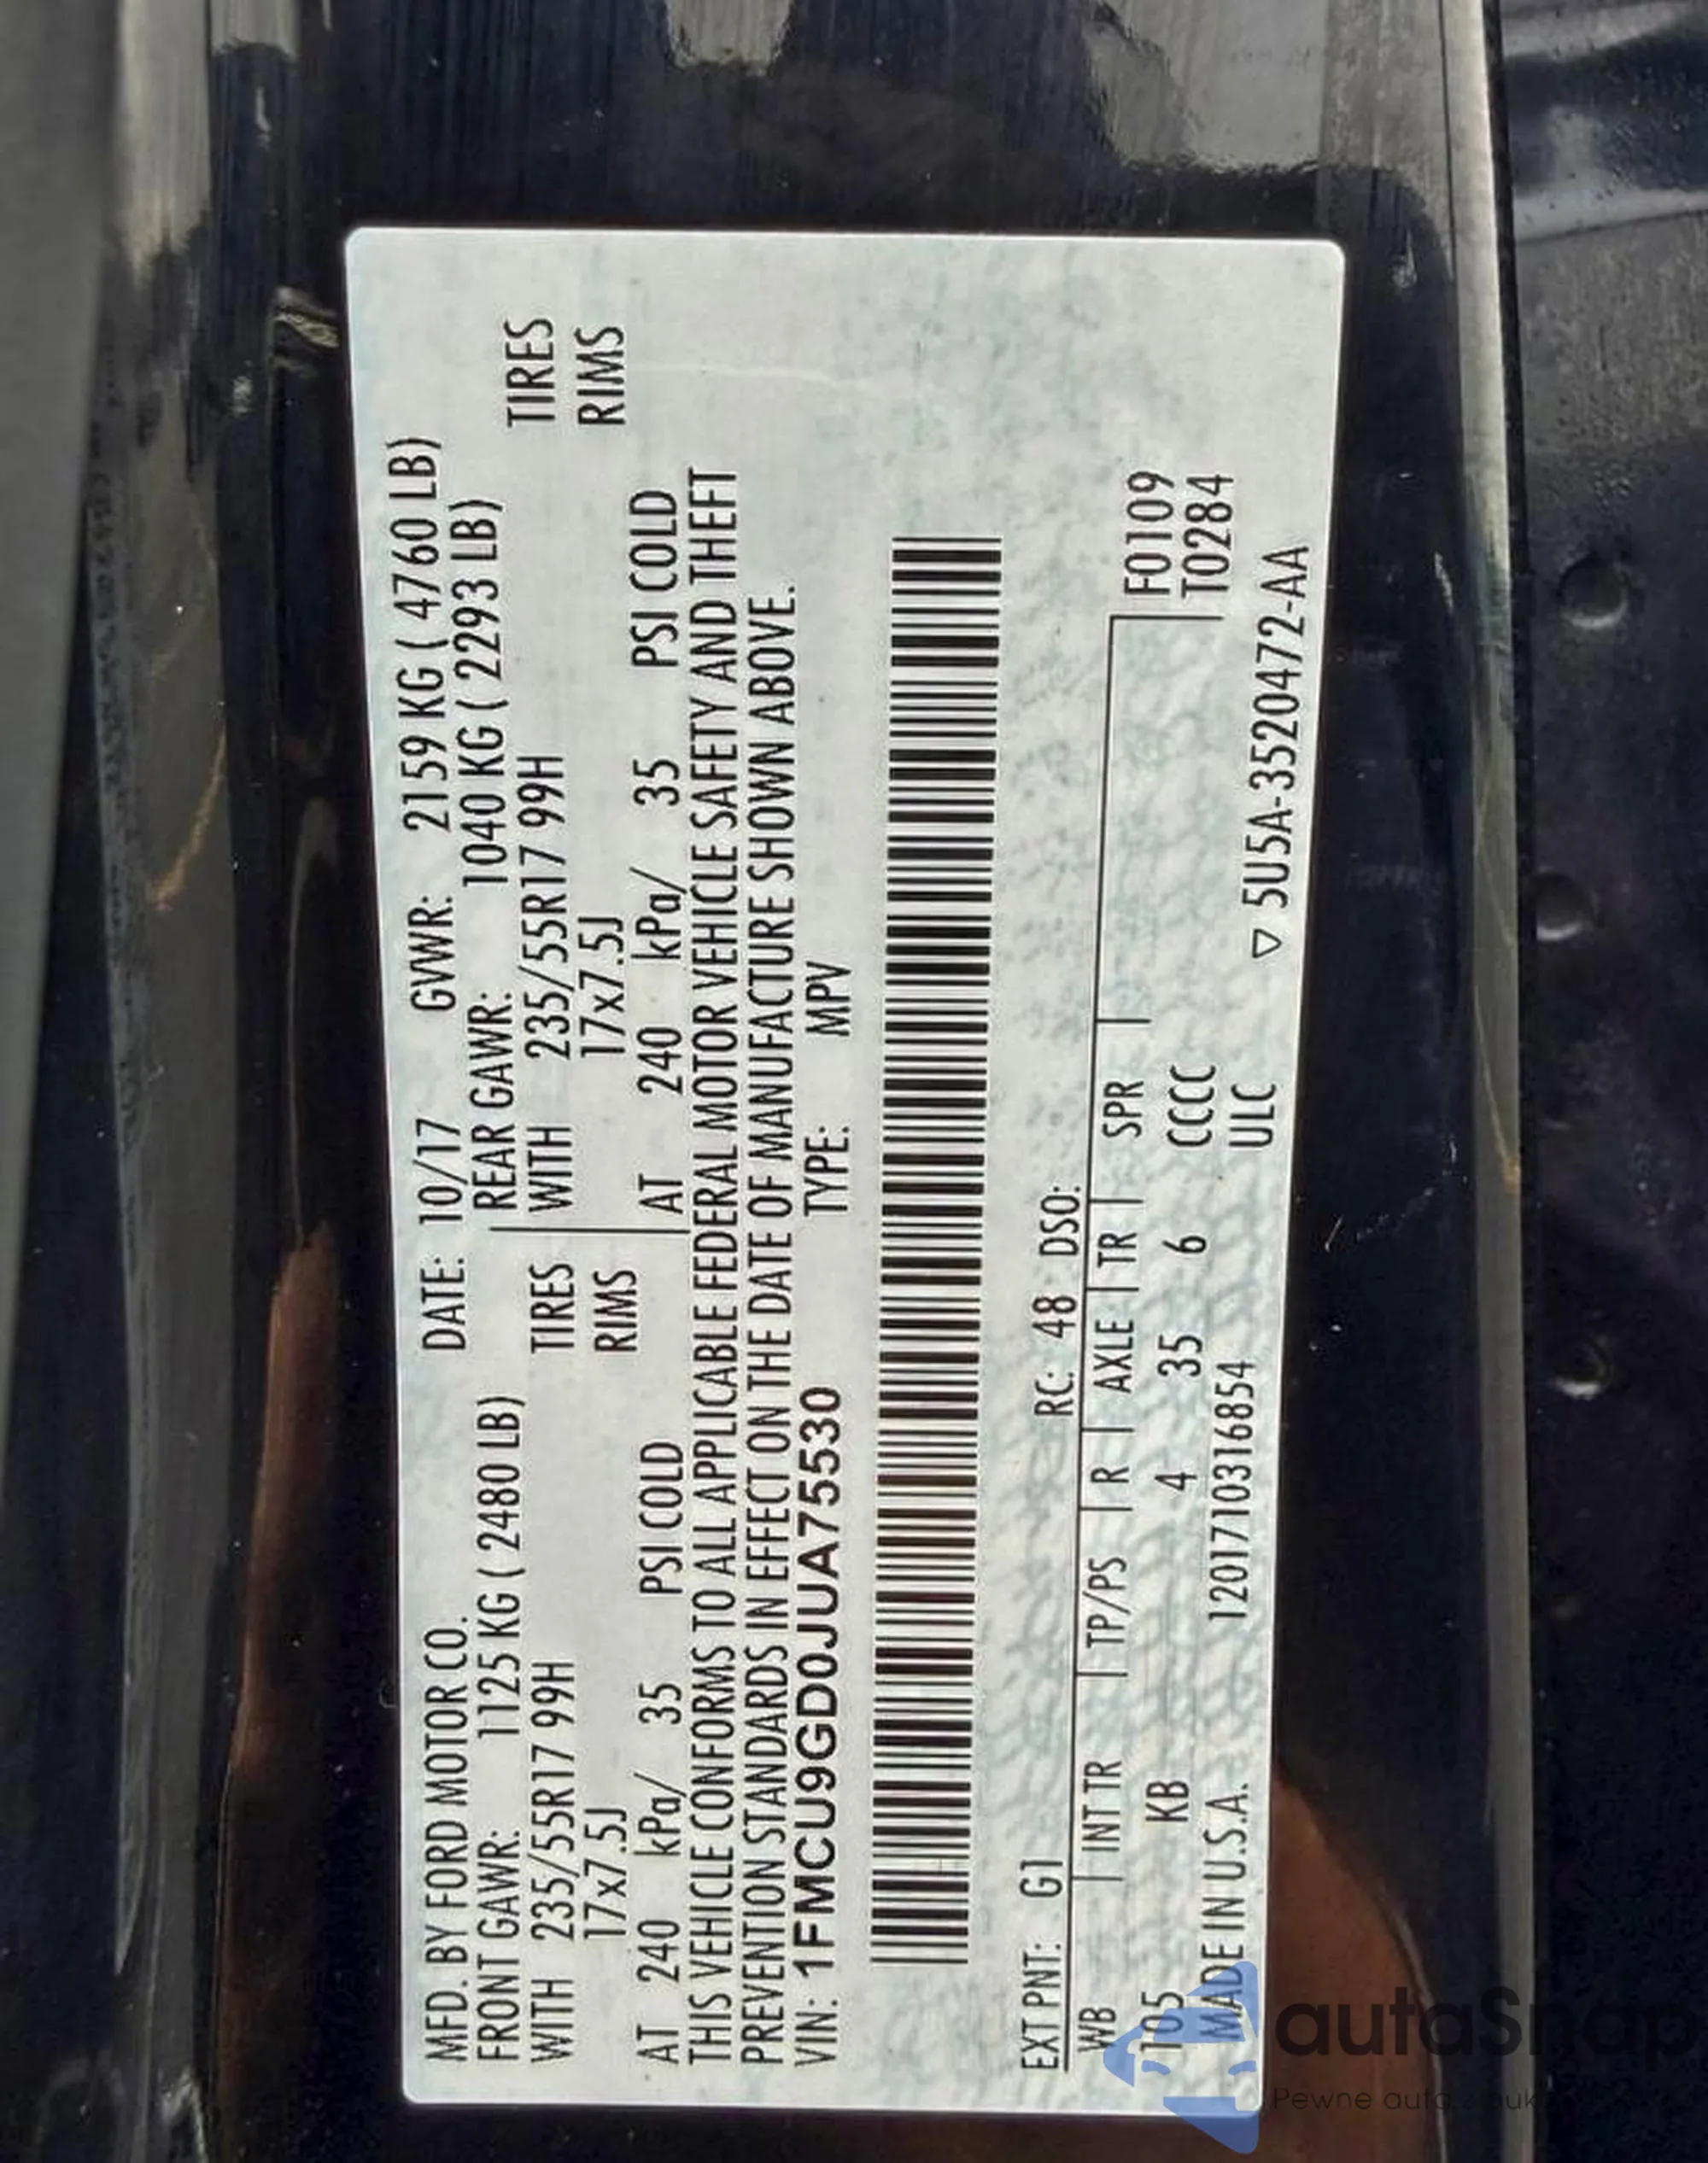 MFD. BY FORD MOTOR CO. DATE: 10/17 GVWR: 2159 KG ( 4760 LB)
FRONT GAWR: 1125 KG ( 2480 LB) REAR GAWR: 1040 KG ( 2293 LB)
WITH 235/55R17 99H TIRES WITH 235/55R17 99H TIRES
17x7.5J RIMS 17x7.5J RIMS
AT 240 kPa/ 35 PSI COLD AT 240 kPa/ 35 PSI COLD
THIS VEHICLE CONFORMS TO ALL APPLICABLE FEDERAL MOTOR VEHICLE SAFETY AND THEFT
PREVENTION STANDARDS IN EFFECT ON THE DATE OF MANUFACTURE SHOWN ABOVE.
VIN: 1FMCU9GD0JUA75530 TYPE: MPV
EXT PNT: G1 RC: 48 DSO:
WB INT TR TP/PS R AXLE TR SPR F0109
105 KB 4 35 6 CCCC T0284
MADE IN U.S.A. 1201710316854 ULC ▽ 5U5A-3520472-AA
autaSnap
Pewne auto